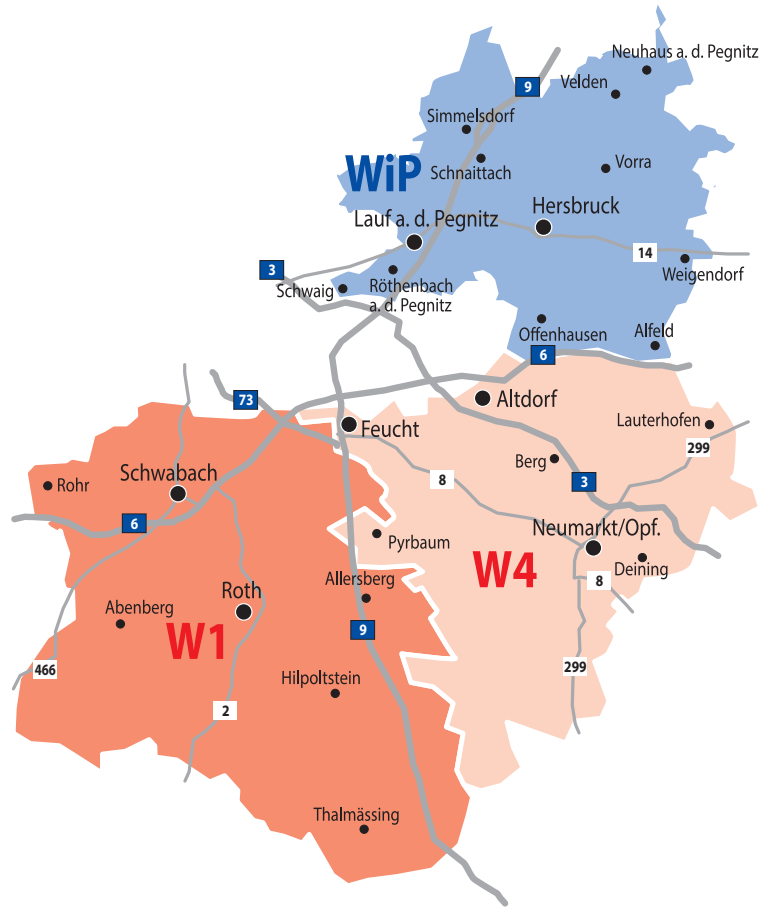 Neuhaus a. d. Pegnitz
9
Velden
Simmelsdorf
WiP
Schnaittach
Vorra
Lauf a. d. Pegnitz
Hersbruck
14
3
Schwaig
Röthenbach
a. d. Pegnitz
Weigendorf
Offenhausen
Alfeld
6
73
Altdorf
Feucht
Lauterhofen
299
Schwabach
Berg
8
3
Rohr
6
Neumarkt/Opf.
Pyrbaum
W4
Deining
8
Allersberg
Roth
Abenberg
W1
9
466
299
Hilpoltstein
2
Thalmässing